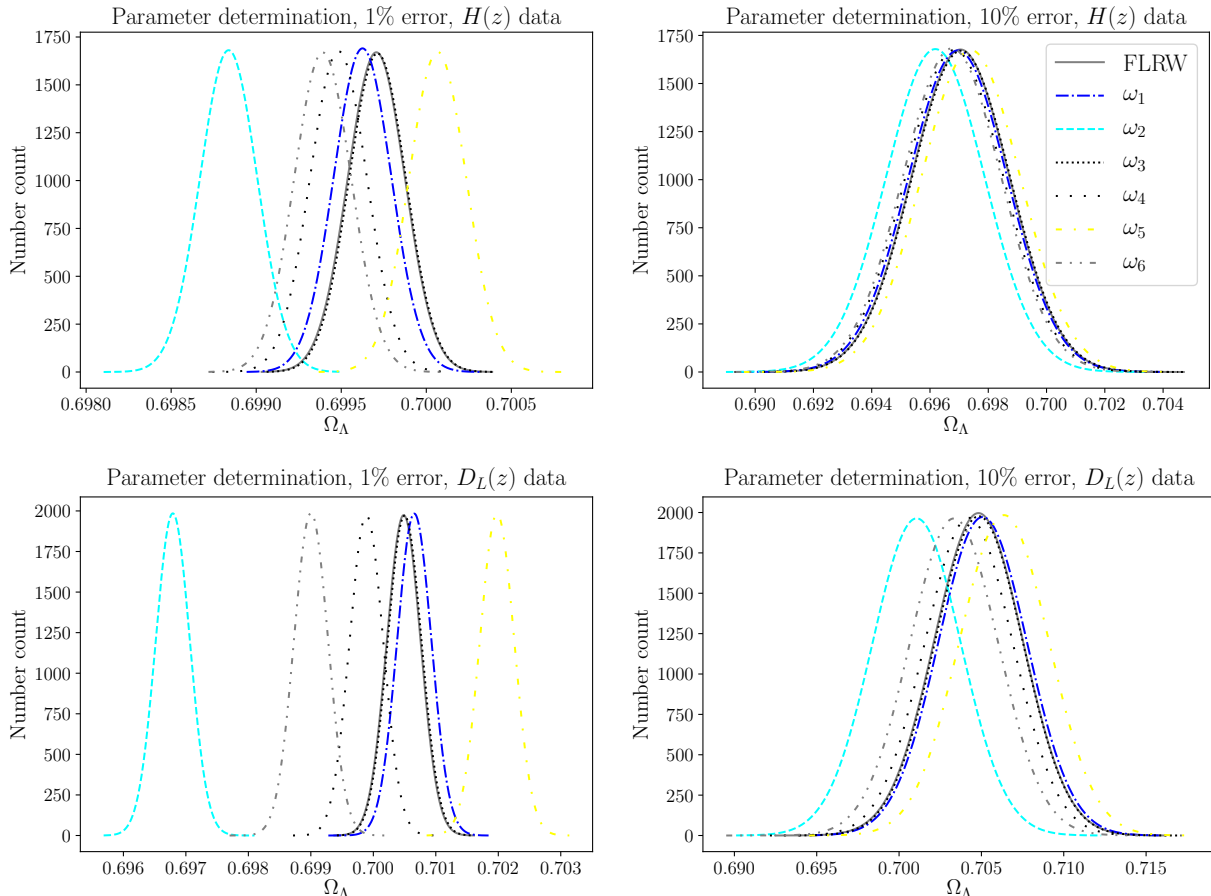 Parameter determination, 1% error, H(z) data
Number count
1750
1500
1250
1000
750
500
250
0
0.6980 0.6985 0.6990 0.6995 0.7000 0.7005
Ω_Λ
Parameter determination, 10% error, H(z) data
Number count
1750
1500
1250
1000
750
500
250
0
0.690 0.692 0.694 0.696 0.698 0.700 0.702 0.704
Ω_Λ
FLRW
ω₁
ω₂
ω₃
ω₄
ω₅
ω₆
Parameter determination, 1% error, D_L(z) data
Number count
2000
1750
1500
1250
1000
750
500
250
0
0.696 0.697 0.698 0.699 0.700 0.701 0.702 0.703
Ω_Λ
Parameter determination, 10% error, D_L(z) data
Number count
2000
1750
1500
1250
1000
750
500
250
0
0.690 0.695 0.700 0.705 0.710 0.715
Ω_Λ